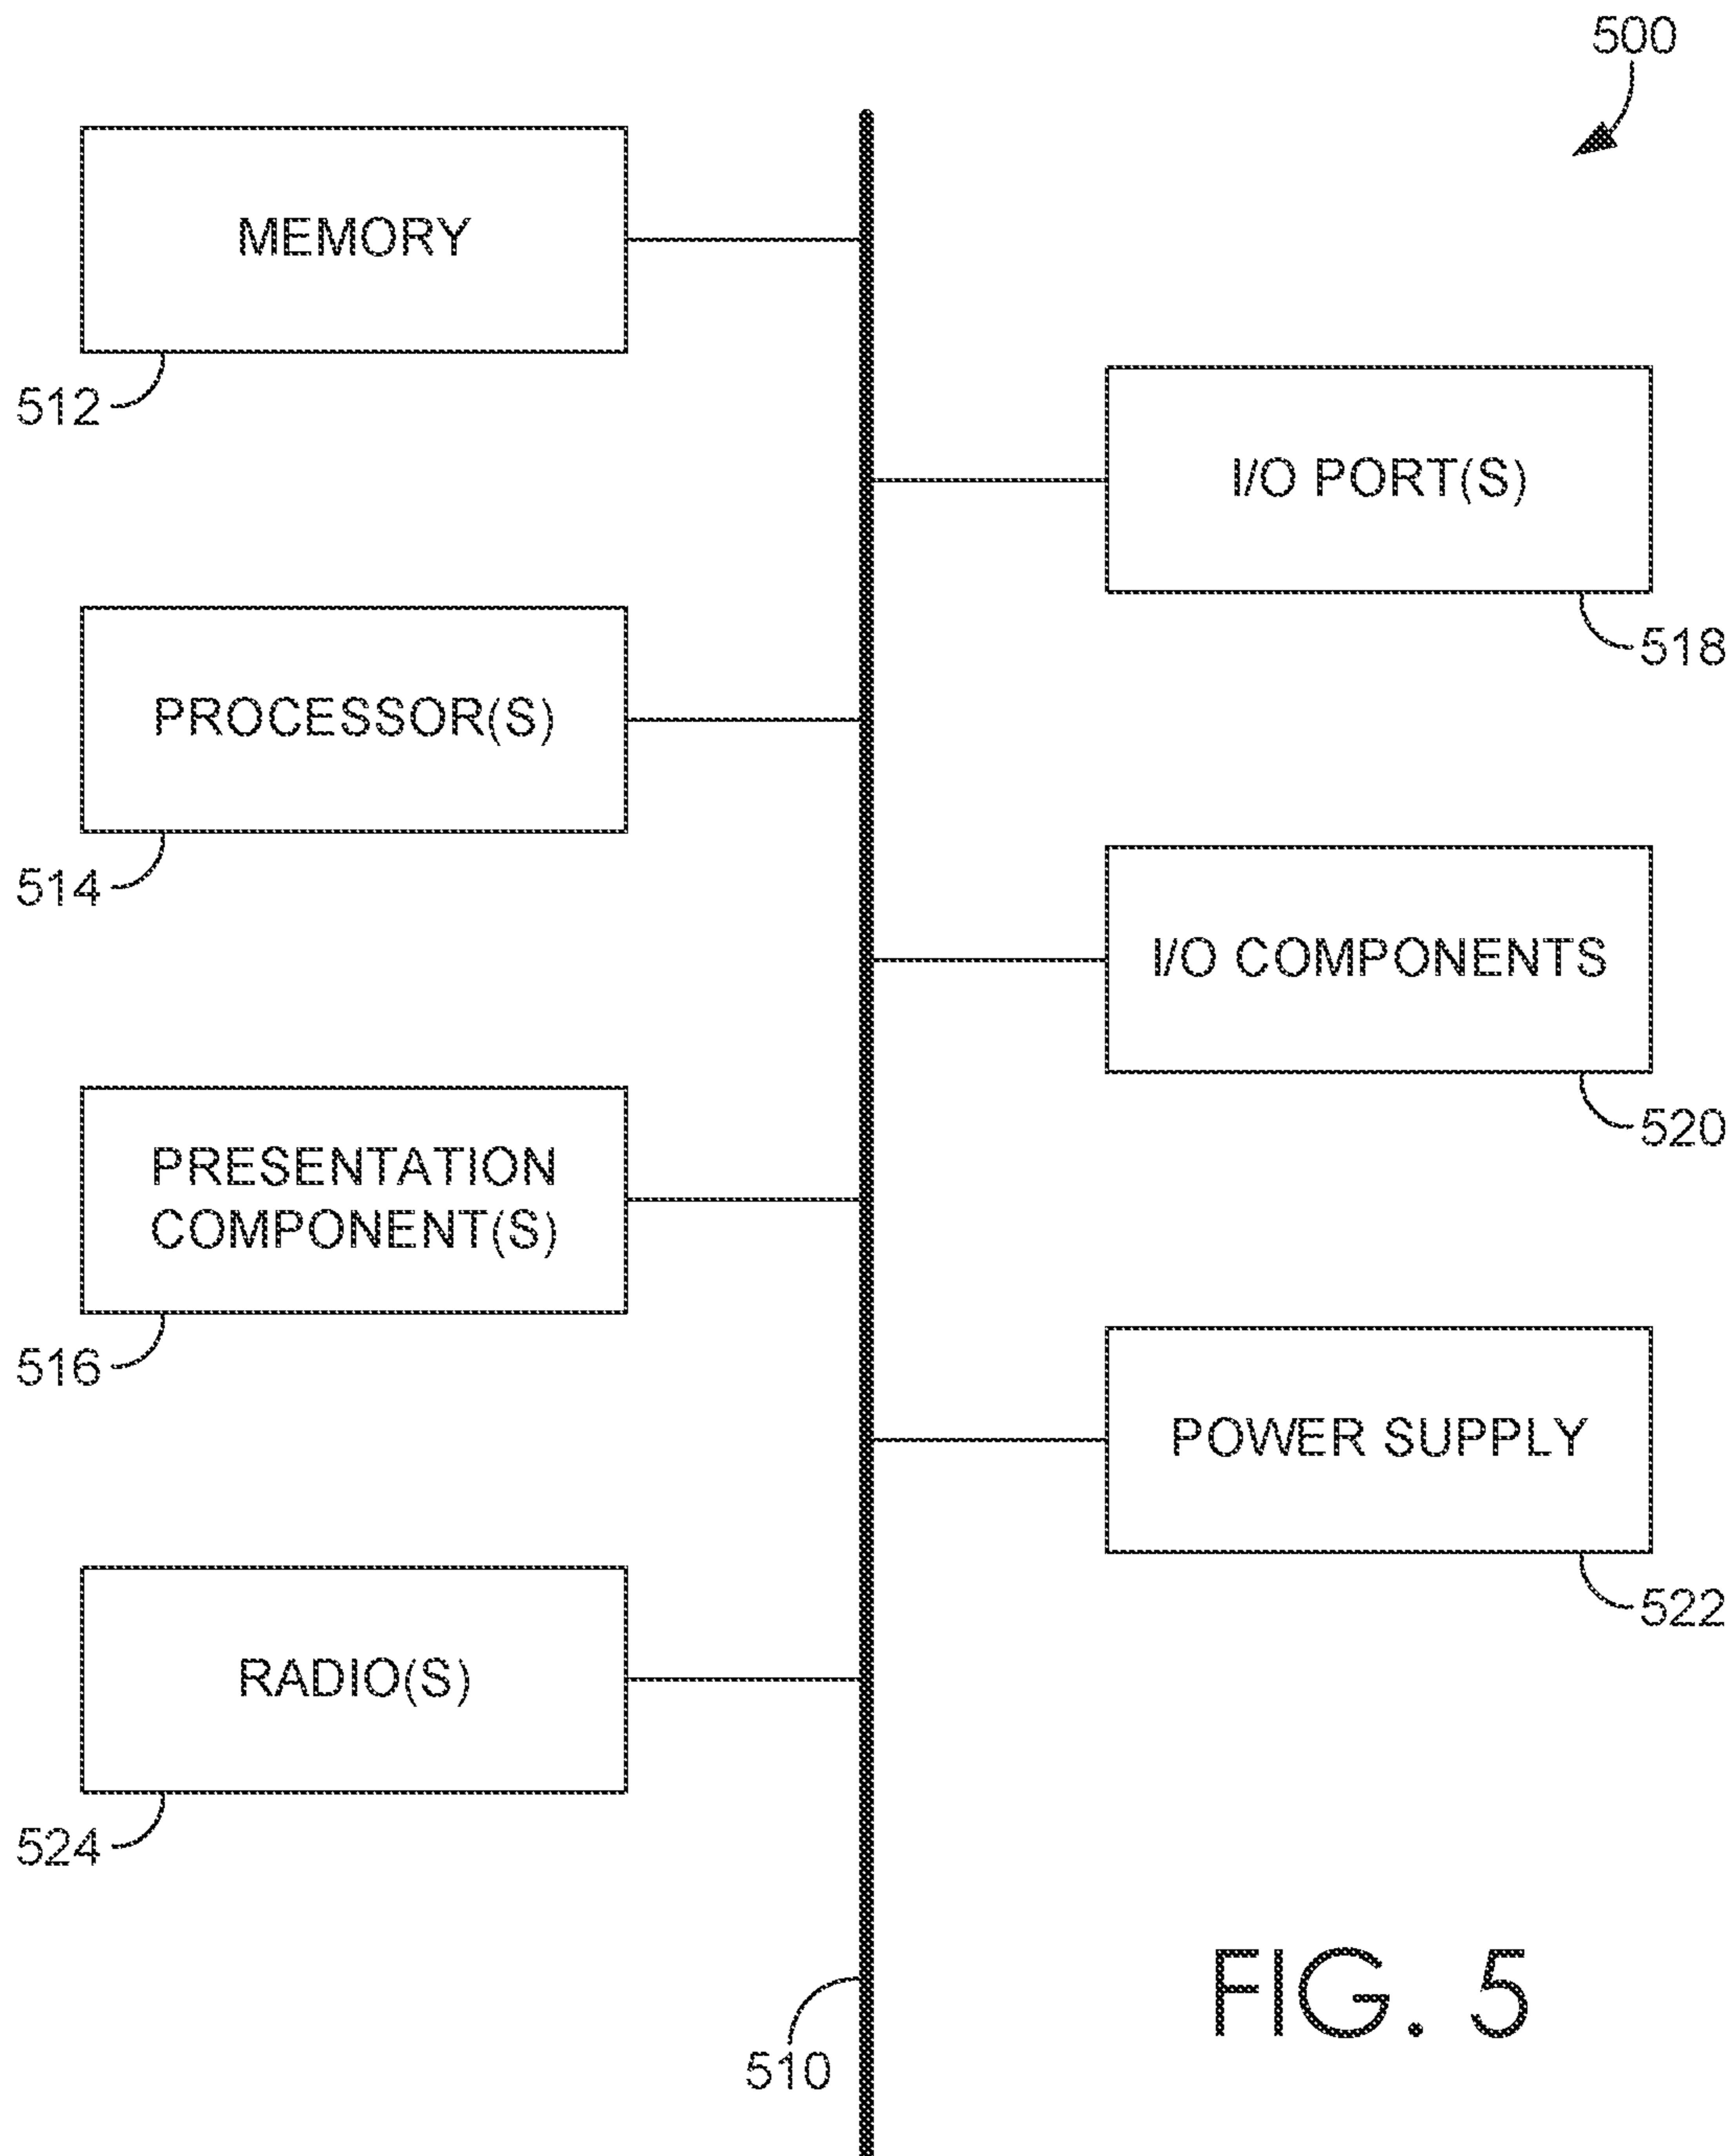 500
MEMORY
512
I/O PORT(S)
518
PROCESSOR(S)
514
I/O COMPONENTS
520
PRESENTATION
COMPONENT(S)
516
POWER SUPPLY
522
RADIO(S)
524
510
FIG. 5